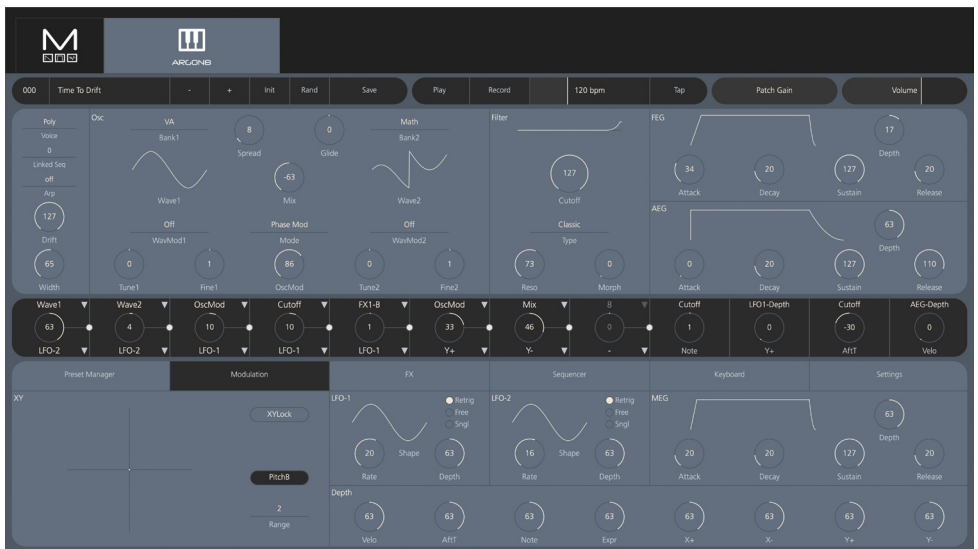 M
ARGON8
000 Time To Drift - + Init Rand Save Play Record 120 bpm Tap Patch Gain Volume
Poly
Voice
0
Linked Seq
off
Arp
127
Drift
65
Width
Osc
VA
Bank1
8
Spread
0
Glide
Math
Bank2
Wave1
-63
Mix
Wave2
Off
WavMod1
Phase Mod
Mode
Off
WavMod2
0
Tune1
1
Fine1
86
OscMod
0
Tune2
1
Fine2
Filter
127
Cutoff
Classic
Type
73
Reso
0
Morph
FEG
17
Depth
34
Attack
20
Decay
127
Sustain
20
Release
AEG
63
Depth
0
Attack
20
Decay
127
Sustain
110
Release
Wave1 Wave2 OscMod Cutoff FX1-B OscMod Mix 8 Cutoff LFO1-Depth Cutoff AEG-Depth
63 4 10 10 1 33 46 0 1 0 -30 0
LFO-2 LFO-2 LFO-1 LFO-1 LFO-1 Y+ Y- - Note Y+ AftT Velo
Preset Manager Modulation FX Sequencer Keyboard Settings
XY
XYLock
PitchB
2
Range
LFO-1
Retrig
Free
Sngl
20
Rate
Shape
63
Depth
LFO-2
Retrig
Free
Sngl
16
Rate
Shape
63
Depth
MEG
63
Depth
20
Attack
20
Decay
127
Sustain
20
Release
Depth
63 63 63 63 63 63 63 63
Velo AftT Note Expr X+ X- Y+ Y-